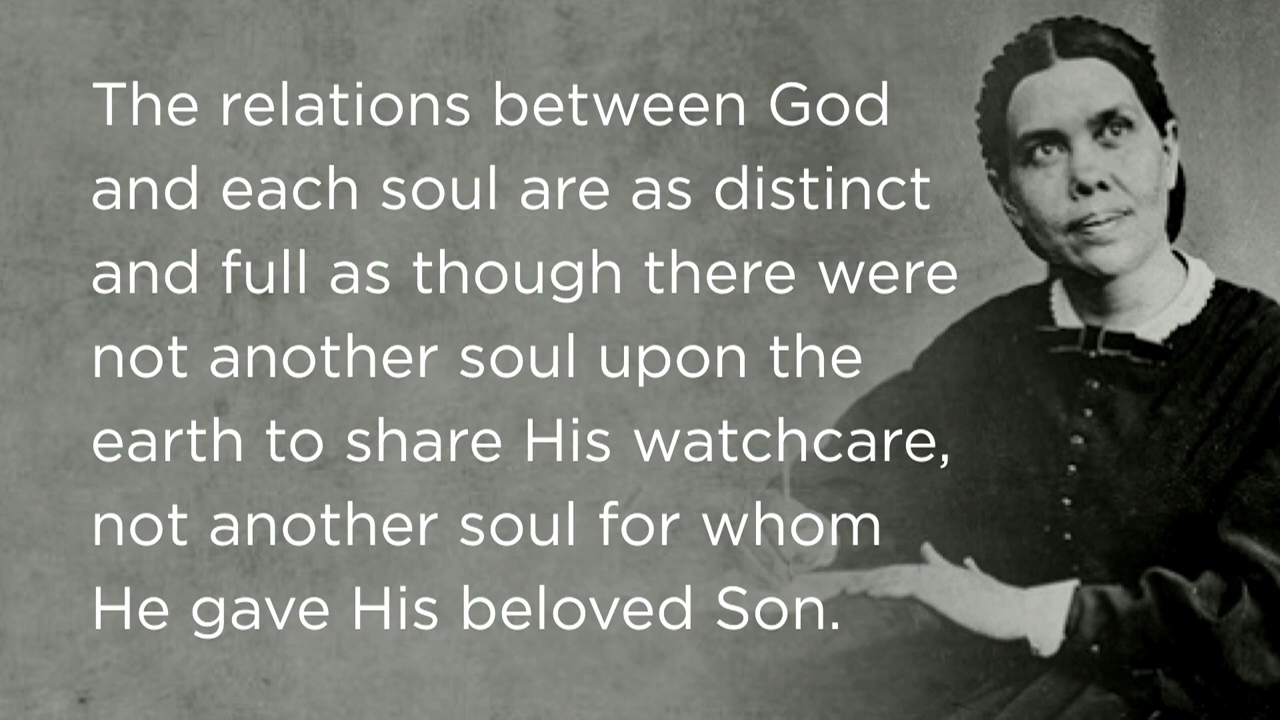 The relations between God
and each soul are as distinct
and full as though there were
not another soul upon the
earth to share His watchcare,
not another soul for whom
He gave His beloved Son.